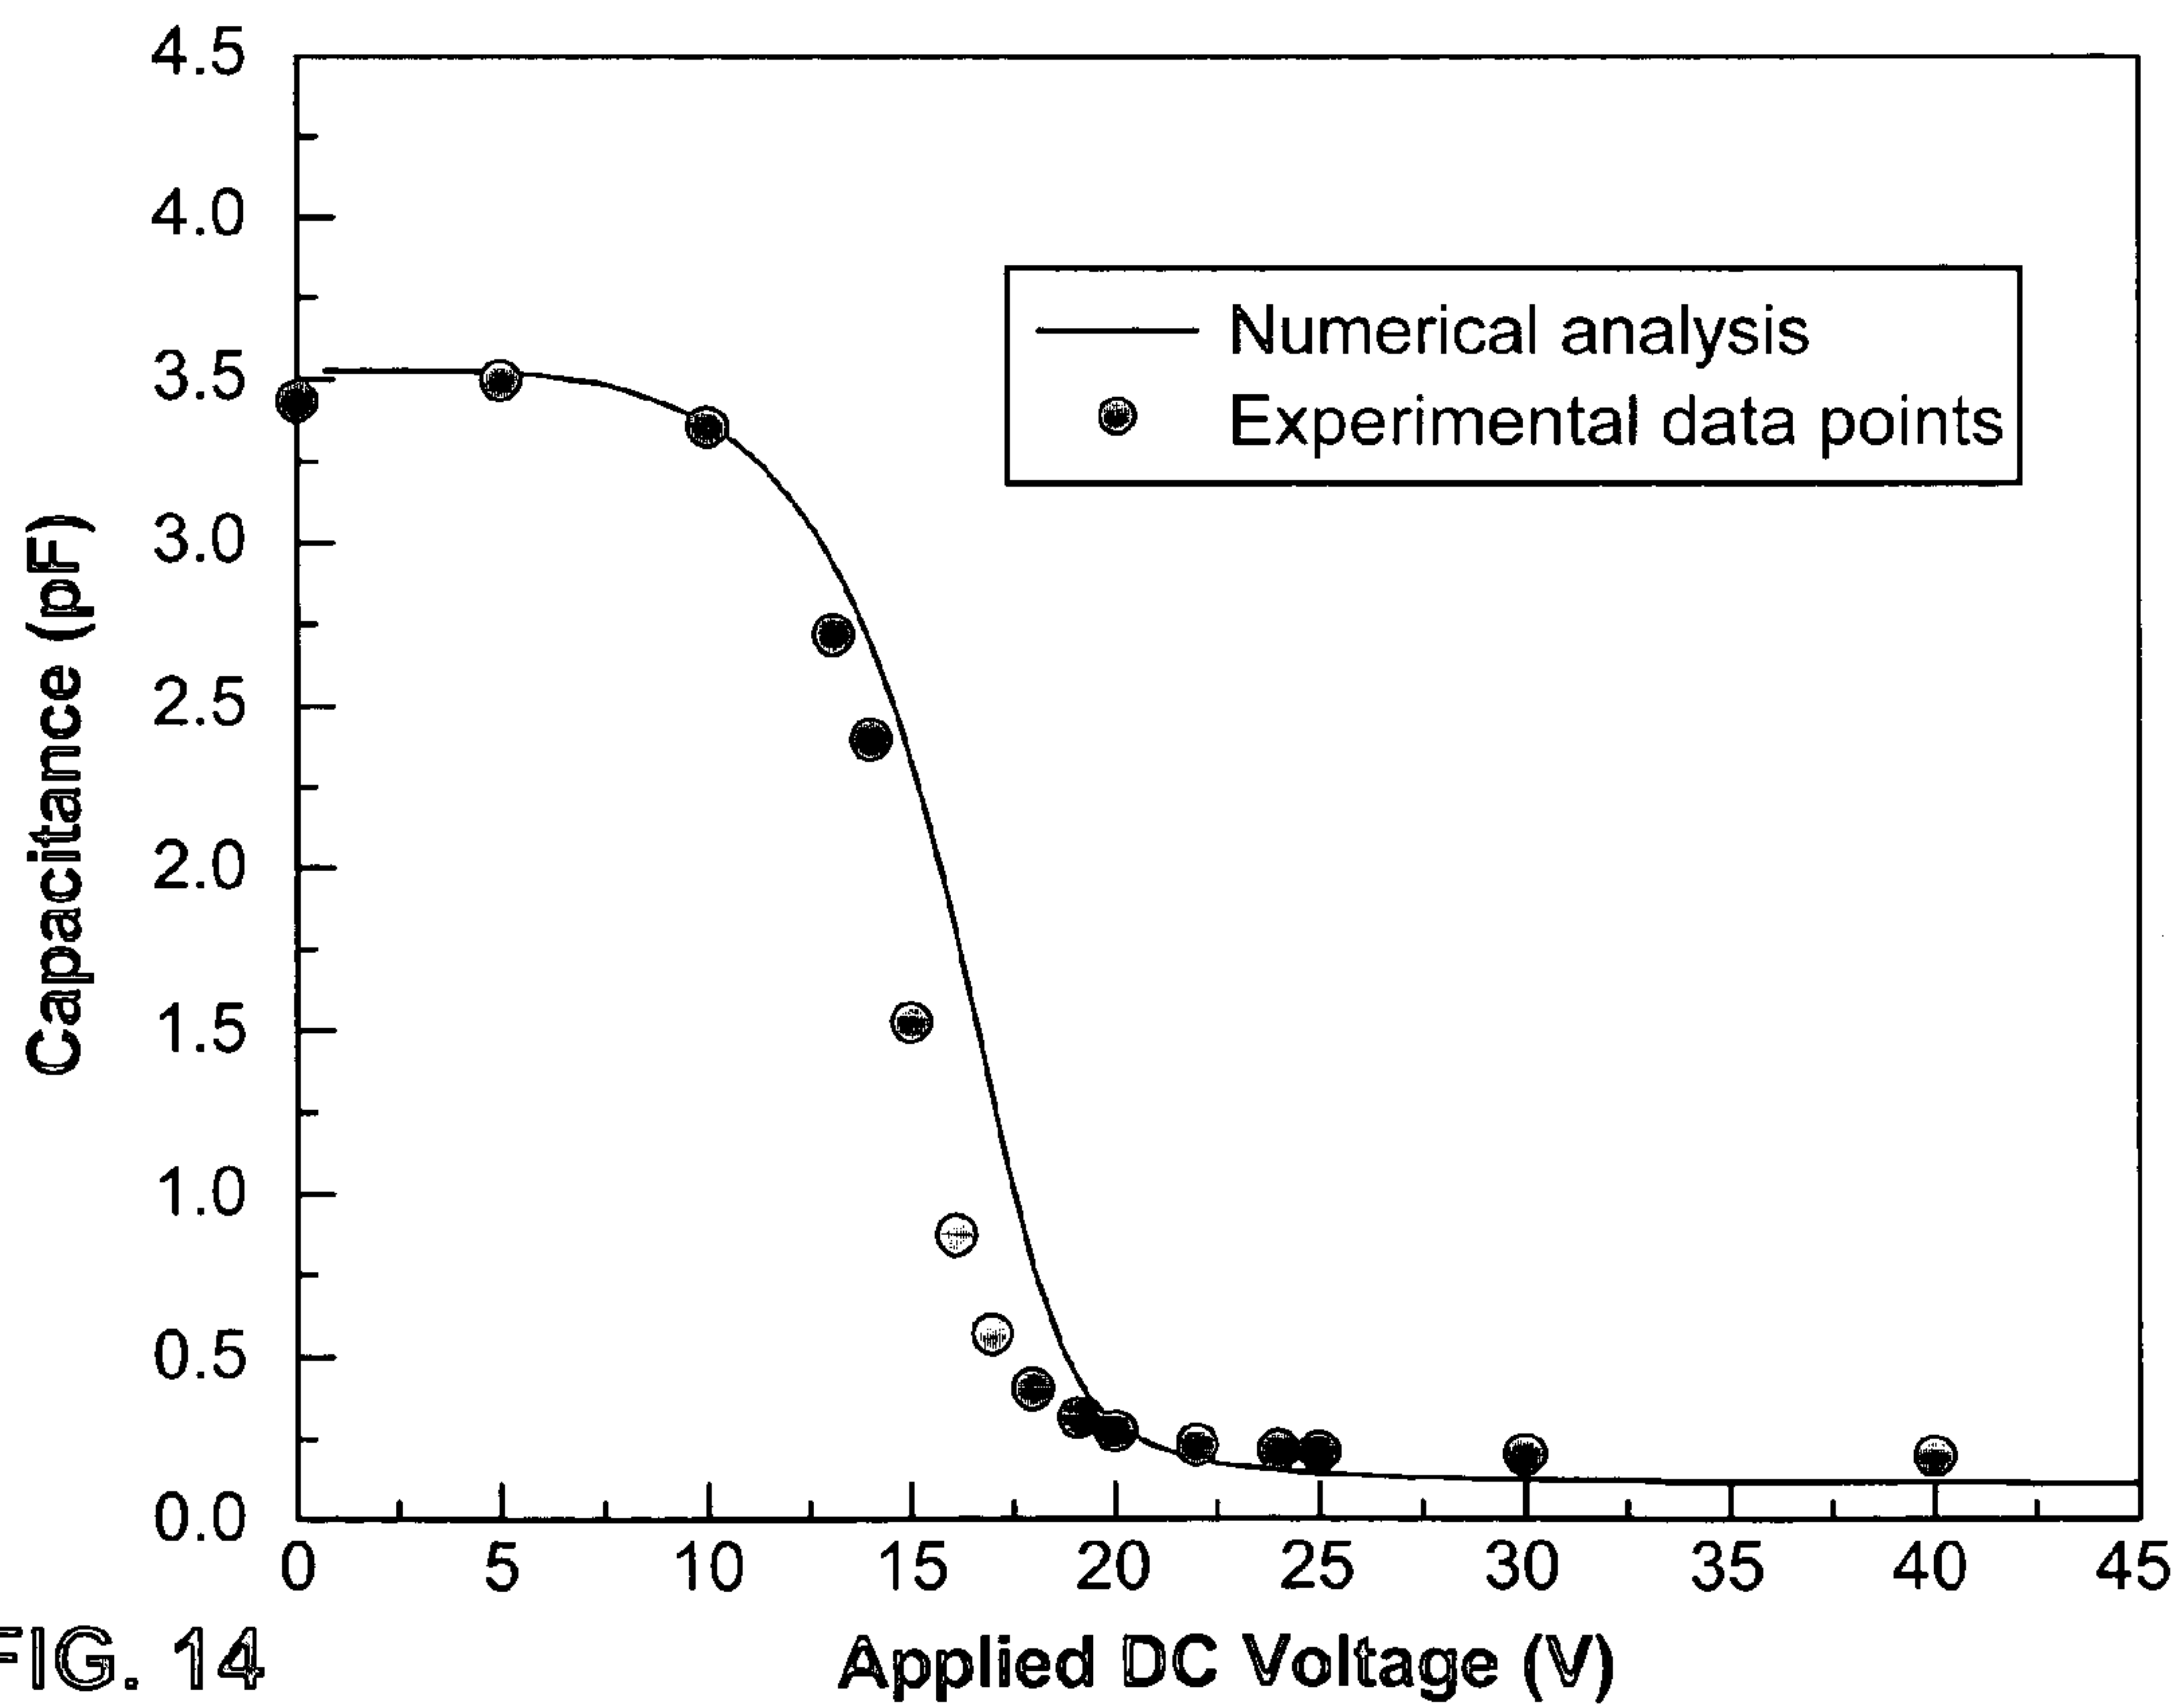 4.5
4.0
3.5
3.0
2.5
2.0
1.5
1.0
0.5
0.0
Capacitance (pF)
Numerical analysis
Experimental data points
0 5 10 15 20 25 30 35 40 45
Applied DC Voltage (V)
FIG. 14